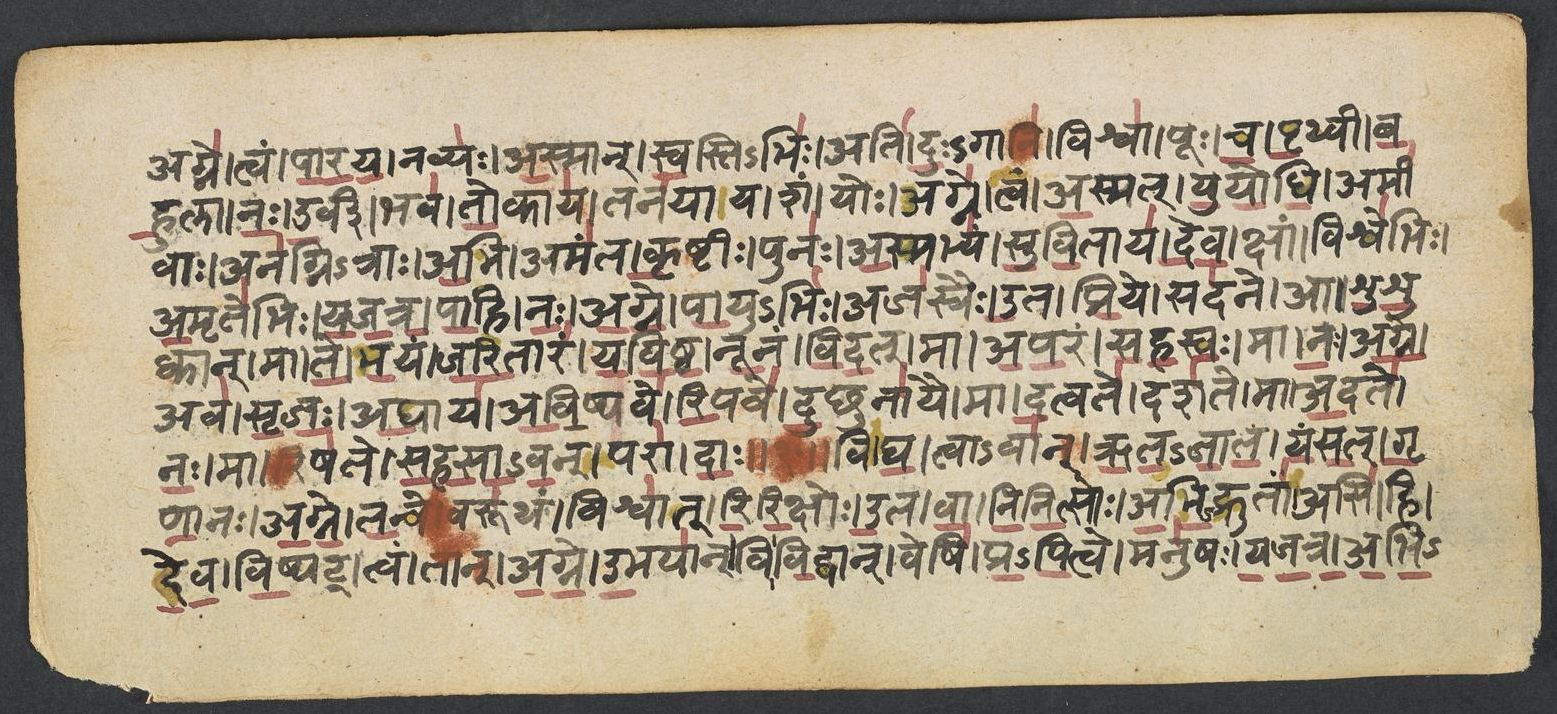 अग्ने।त्वं।पारय।नव्यः।अस्मान्।स्वस्तिऽभिः।अति।दुःऽगानि।विश्वा।पूः।च।पृथ्वी।ब
हुला।नः।उर्वी।भव।तोकाय।तनयाय।शं।योः।अग्ने।त्वं।अस्मत्।युयोधि।अमी
वाः।अनग्निऽत्राः।अभि।अमंत।कृष्टीः।पुनः।अस्मभ्यं।सुविताय।देव।क्षां।विश्वेभिः।
अमृतेभिः।यजत्र।पाहि।नः।अग्ने।पायुऽभिः।अजस्रैः।उत।प्रिये।सदने।आ।शुशु
क्वान्।मा।ते।भयं।जरितारं।यविष्ठ।नूनं।विदत्।मा।अपरं।सहस्वः।मा।नः।अग्ने।
अव।सृजः।अघाय।अविष्यवे।रिपवे।दुछुनायै।मा।दत्वते।दशते।मा।अदते
नः।मा।रिषते।सहसाऽवन्।परा।दाः॥ ॥वि।घ।त्वाऽवान्।ऋतऽजात।यंसत्।गृ
णानः।अग्ने।तन्वे।वरूथं।विश्वात्।रिरिक्षोः।उत।वा।निनित्सोः।अभिऽह्रुतां।असि।हि।
देव।विष्पट्।त्वं।तान्।अग्ने।उभयान्।वि।विद्वान्।वेषि।प्रऽपित्वे।मनुषः।यजत्र।अभिऽ